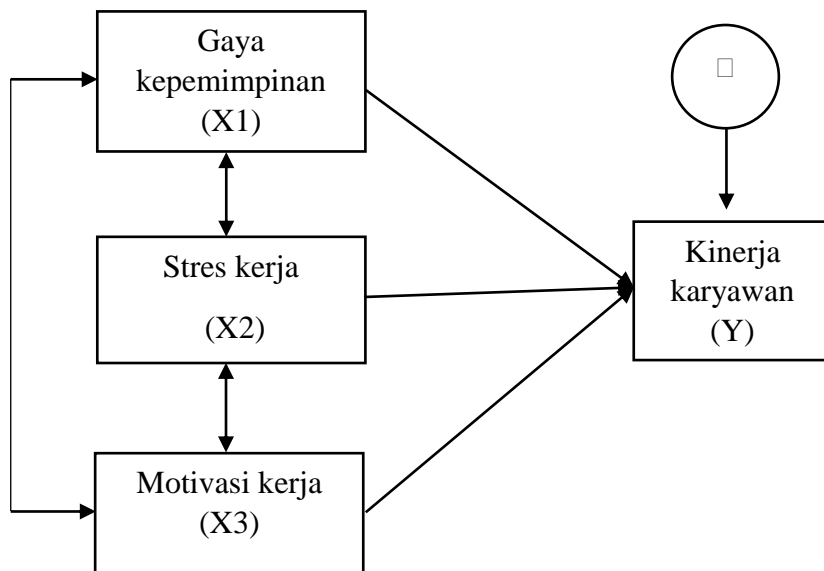 Gaya
kepemimpinan
(X1)
Stres kerja
(X2)
Motivasi kerja
(X3)
Kinerja
karyawan
(Y)